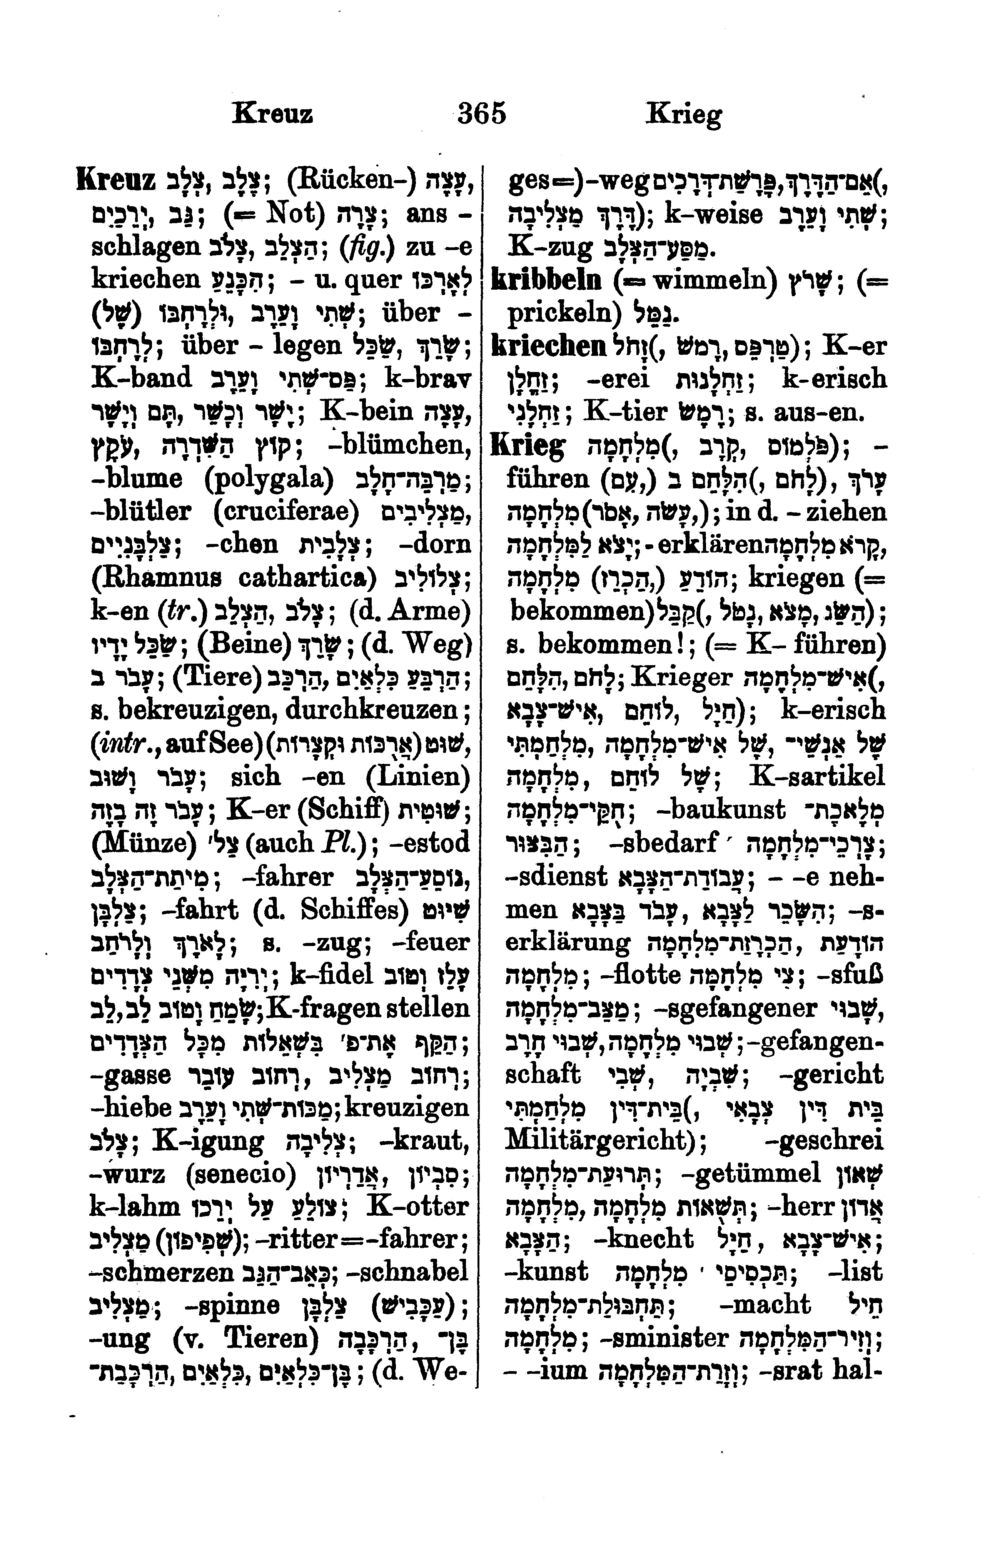 Kreuz 365 Krieg
Kreuz צָלָב, צְלָב; (Rücken-) עָצֶה,
יְרֵכַיִם, גַּב; (= Not) צָרָה; ans -
schlagen צָלֹב, הַצְלֵב; (fig.) zu -e
kriechen הִכָּנֵעַ; - u. quer לְאָרְכּוֹ
וּלְרָחְבּוֹ (שֶׁל), שְׁתִי וָעֵרֶב; über -
לְרָחְבּוֹ; über - legen שַׂכֵּל, שָׂרֵךְ;
K-band פַּס־שְׁתִי וָעֵרֶב; k-brav
יָשָׁר, תָּם וְיָשָׁר, יָשָׁר וְכָשֵׁר; K-bein עָצֶה,
עֹקֶץ, קוֹץ הַשִּׁדְרָה; -blümchen,
-blume (polygala) מַרְבֵּה־חָלָב;
-blütler (cruciferae) מַצְלִיבִים,
צַלְבָּנִיִּים; -chen צְלָבִית; -dorn
(Rhamnus cathartica) צְלוֹלִיב;
k-en (tr.) צָלֹב, הַצְלֵב; (d. Arme)
שַׂכֵּל יָדָיו; (Beine) שָׂרֵךְ; (d. Weg)
עָבֹר ב; (Tiere) הַרְבַּע כִּלְאַיִם, הַרְכֵּב;
s. bekreuzigen, durchkreuzen;
(intr., auf See) שׁוּט (אֲרֻכּוֹת וּקְצָרוֹת),
עָבֹר וָשׁוּב; sich -en (Linien)
עָבֹר זֶה בָזֶה; K-er (Schiff) שׁוּטִית;
(Münze) צְל' (auch Pl.); -estod
מִיתַת־הַצְּלָב; -fahrer נוֹסֵעַ־הַצְּלָב,
צַלְבָּן; -fahrt (d. Schiffes) שִׁיּוּט
לָאֹרֶךְ וְלָרֹחַב; s. -zug; -feuer
יְרִיָּה מִשְּׁנֵי צְדָדִים; k-fidel עָלֵז וְטוֹב
לֵב, שָׂמֵחַ וְטוֹב לֵב; K-fragen stellen
הַקֵּף אֶת־פ' בִּשְׁאֵלוֹת מִכָּל הַצְּדָדִים;
-gasse רְחוֹב מַצְלִיב, רְחוֹב עוֹבֵר;
-hiebe מַכּוֹת־שְׁתִי וָעֵרֶב; kreuzigen
צָלֹב; K-igung צְלִיבָה; -kraut,
-wurz (senecio) סַבְיוֹן, אַדְרִיּוֹן;
k-lahm צוֹלֵעַ עַל יְרֵכוֹ; K-otter
(שְׁפִיפוֹן) מַצְלִיב; -ritter=-fahrer;
-schmerzen כְּאֵב־הַגַּב; -schnabel
מַצְלִיב; -spinne (עַכָּבִישׁ) צַלְבָּן;
-ung (v. Tieren) הַרְכָּבָה, בֶּן־
כִּלְאַיִם, בֶּן־כִּלְאַיִם; (d. We-
ges=)-weg אֵם־הַדֶּרֶךְ, פָּרָשַׁת־דְּרָכִים),
(דֶּרֶךְ מַצְלִיבָה; k-weise שְׁתִי וָעֵרֶב;
K-zug מַסַּע־הַצְּלָב.
kribbeln (= wimmeln) שָׁרֹץ; (=
prickeln) נַמֵּל.
kriechen זָחֹל, (רָמֹשׂ, טַרְפֵּס); K-er
זַחְלָן; -erei זַחְלָנוּת; k-erisch
זַחְלָנִי; K-tier רֶמֶשׂ; s. aus-en.
Krieg מִלְחָמָה, (קְרָב, פֹּלְמוֹס); -
führen הִלָּחֵם ב (עִם), (לָחֹם), עָרֹךְ
מִלְחָמָה (עָשֹׂה, אָסֹר); in d. - ziehen
יָצֹא לַמִּלְחָמָה; - erklären קָרֹא מִלְחָמָה,
הוֹדֵעַ (הַכְרֵז) מִלְחָמָה; kriegen (=
bekommen) קַבֵּל, (נָטֹל, מָצֹא, הַשֵּׂג);
s. bekommen!; (= K- führen)
לָחֹם, הִלָּחֵם; Krieger אִישׁ־מִלְחָמָה,
(חַיָּל, לוֹחֵם, אִישׁ־צָבָא); k-erisch
מִלְחַמְתִּי, שֶׁל אִישׁ־מִלְחָמָה, שֶׁל אַנְשֵׁי־
מִלְחָמָה, שֶׁל לוֹחֵם; K-sartikel
חֻקֵּי־מִלְחָמָה; -baukunst מְלֶאכֶת־
הַבִּצּוּר; -sbedarf צָרְכֵי־מִלְחָמָה;
-sdienst עֲבוֹדַת־הַצָּבָא; - -e neh-
men הִשָּׂכֵר לַצָּבָא, עָבֹד בַּצָּבָא; -s-
erklärung הַכְרָזַת־מִלְחָמָה, הוֹדָעַת
מִלְחָמָה; -flotte צִי מִלְחָמָה; -sfuß
מַצַּב־מִלְחָמָה; -sgefangener שָׁבוּי,
שְׁבוּי מִלְחָמָה, שְׁבוּי חֶרֶב; -gefangen-
schaft שְׁבִי, שִׁבְיָה; -gericht
בֵּית־דִּין מִלְחַמְתִּי, (בֵּית דִּין צְבָאִי
Militärgericht); -geschrei
תְּרוּעַת־מִלְחָמָה; -getümmel שְׁאוֹן
מִלְחָמָה, תְּשֻׁאוֹת מִלְחָמָה; -herr אֲדוֹן
הַצָּבָא; -knecht חַיָּל, אִישׁ־צָבָא;
-kunst תַּכְסִיסֵי מִלְחָמָה; -list
תַּחְבּוּלַת־מִלְחָמָה; -macht חֵיל
מִלְחָמָה; -sminister וְזִיר־הַמִּלְחָמָה;
- -ium וִזְרַת־הַמִּלְחָמָה; -srat hal-